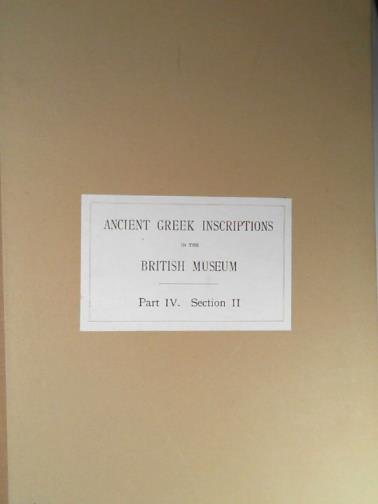 ANCIENT GREEK INSCRIPTIONS
IN THE
BRITISH MUSEUM
Part IV. Section II